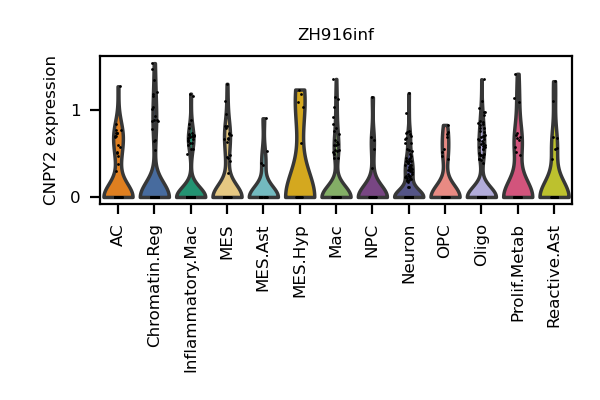 ZH916inf
CNPY2 expression
1
0
AC
Chromatin.Reg
Inflammatory.Mac
MES
MES.Ast
MES.Hyp
Mac
NPC
Neuron
OPC
Oligo
Prolif.Metab
Reactive.Ast